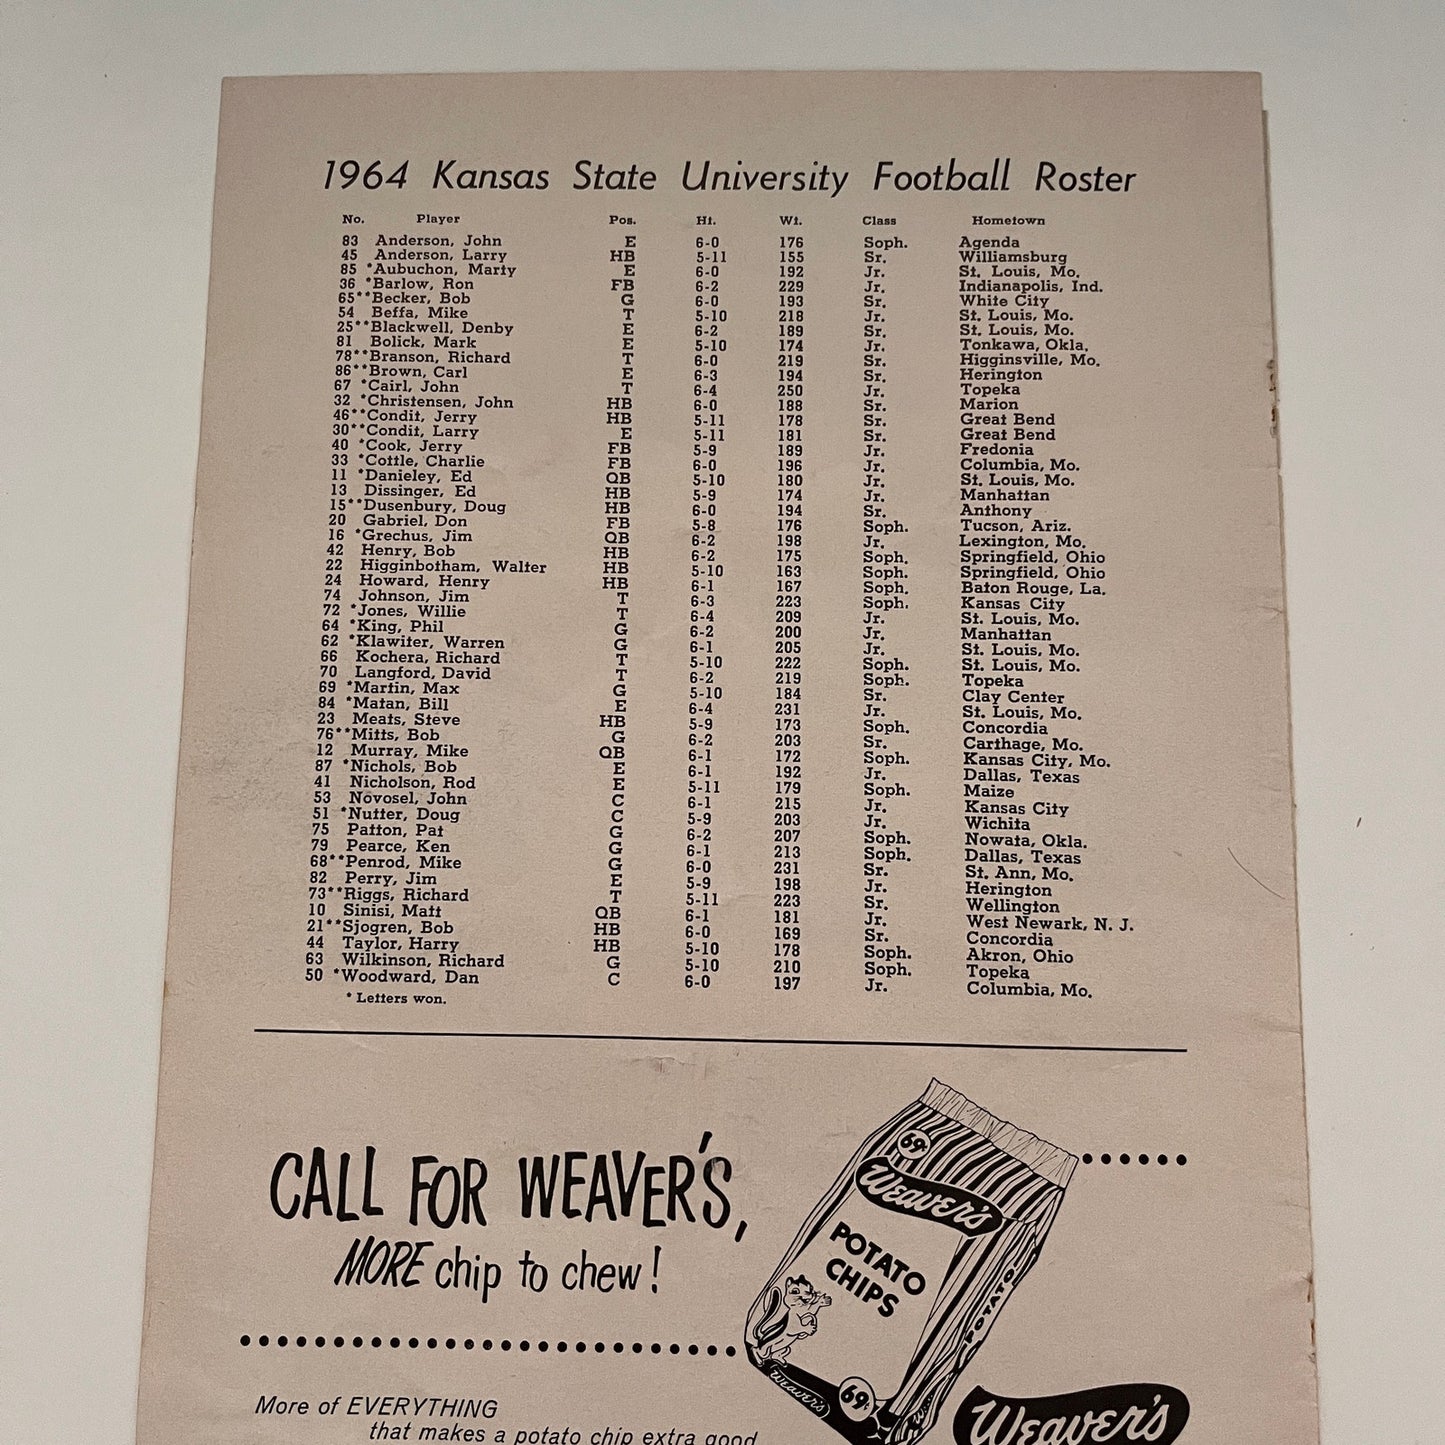 1964 Kansas State University Football Roster
No. Player Pos. Ht. Wt. Class Hometown
83 Anderson, John E 6-0 176 Soph. Agenda
45 Anderson, Larry HB 5-11 155 Sr. Williamsburg
85 *Aubuchon, Marty E 6-0 192 Jr. St. Louis, Mo.
36 *Barlow, Ron FB 6-2 229 Jr. Indianapolis, Ind.
65**Becker, Bob G 6-0 193 Sr. White City
54 Beffa, Mike T 5-10 218 Jr. St. Louis, Mo.
25**Blackwell, Denby E 6-2 189 Sr. St. Louis, Mo.
81 Bolick, Mark E 5-10 174 Jr. Tonkawa, Okla.
78**Branson, Richard T 6-0 219 Sr. Higginsville, Mo.
86**Brown, Carl E 6-3 194 Sr. Herington
67 *Cairl, John T 6-4 250 Jr. Topeka
32 *Christensen, John HB 6-0 188 Sr. Marion
46**Condit, Jerry HB 5-11 178 Sr. Great Bend
30**Condit, Larry E 5-11 181 Sr. Great Bend
40 *Cook, Jerry FB 5-9 189 Jr. Fredonia
33 *Cottle, Charlie FB 6-0 196 Jr. Columbia, Mo.
11 *Danieley, Ed QB 5-10 180 Jr. St. Louis, Mo.
13 Dissinger, Ed HB 5-9 174 Jr. Manhattan
15**Dusenbury, Doug HB 6-0 194 Sr. Anthony
20 Gabriel, Don FB 5-8 176 Soph. Tucson, Ariz.
16 *Grechus, Jim QB 6-2 198 Jr. Lexington, Mo.
42 Henry, Bob HB 6-2 175 Soph. Springfield, Ohio
22 Higginbotham, Walter HB 5-10 163 Soph. Springfield, Ohio
24 Howard, Henry HB 6-1 167 Soph. Baton Rouge, La.
74 Johnson, Jim T 6-3 223 Soph. Kansas City
72 *Jones, Willie T 6-4 209 Jr. St. Louis, Mo.
64 *King, Phil G 6-2 200 Jr. Manhattan
62 *Klawiter, Warren G 6-1 205 Jr. St. Louis, Mo.
66 Kochera, Richard T 5-10 222 Soph. St. Louis, Mo.
70 Langford, David T 6-2 219 Soph. Topeka
69 *Martin, Max G 5-10 184 Sr. Clay Center
84 *Matan, Bill E 6-4 231 Jr. St. Louis, Mo.
23 Meats, Steve HB 5-9 173 Soph. Concordia
76**Mitts, Bob G 6-2 203 Sr. Carthage, Mo.
12 Murray, Mike QB 6-1 172 Soph. Kansas City, Mo.
87 *Nichols, Bob E 6-1 192 Jr. Dallas, Texas
41 Nicholson, Rod E 5-11 179 Soph. Maize
53 Novosel, John C 6-1 215 Jr. Kansas City
51 *Nutter, Doug C 5-9 203 Jr. Wichita
75 Patton, Pat G 6-2 207 Soph. Nowata, Okla.
79 Pearce, Ken G 6-1 213 Soph. Dallas, Texas
68**Penrod, Mike G 6-0 231 Sr. St. Ann, Mo.
82 Perry, Jim E 5-9 198 Jr. Herington
73**Riggs, Richard T 5-11 223 Sr. Wellington
10 Sinisi, Matt QB 6-1 181 Jr. West Newark, N. J.
21**Sjogren, Bob HB 6-0 169 Sr. Concordia
44 Taylor, Harry HB 5-10 178 Soph. Akron, Ohio
63 Wilkinson, Richard G 5-10 210 Soph. Topeka
50 *Woodward, Dan C 6-0 197 Jr. Columbia, Mo.
* Letters won.
CALL FOR WEAVER'S,
MORE chip to chew!
69¢
Weaver's
POTATO
CHIPS
POTATO
Weaver's
69¢
More of EVERYTHING
that makes a potato chip extra good
Weaver's